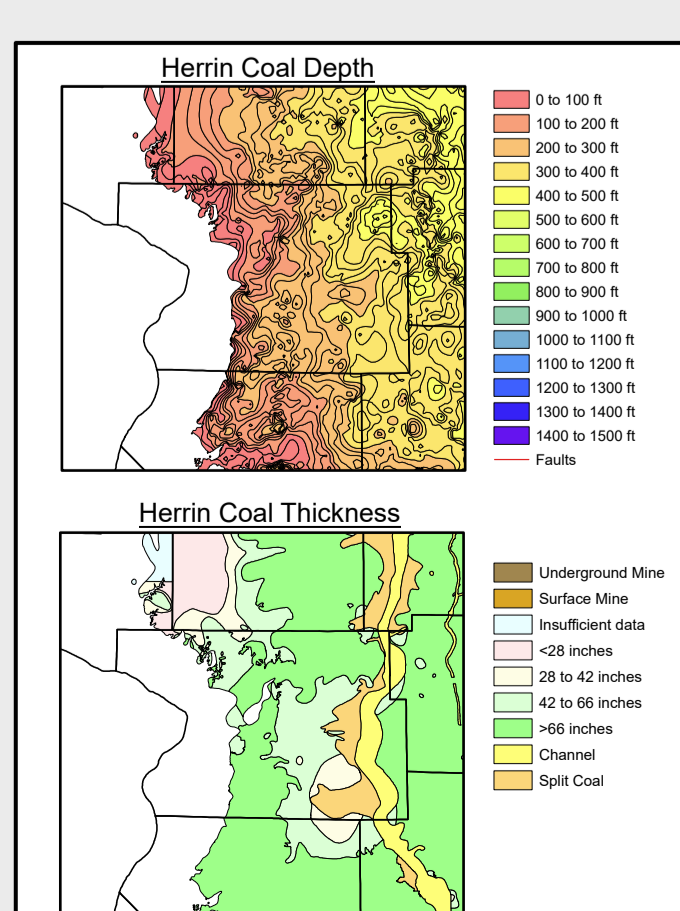 Herrin Coal Depth
0 to 100 ft
100 to 200 ft
200 to 300 ft
300 to 400 ft
400 to 500 ft
500 to 600 ft
600 to 700 ft
700 to 800 ft
800 to 900 ft
900 to 1000 ft
1000 to 1100 ft
1100 to 1200 ft
1200 to 1300 ft
1300 to 1400 ft
1400 to 1500 ft
Faults
Herrin Coal Thickness
Underground Mine
Surface Mine
Insufficient data
<28 inches
28 to 42 inches
42 to 66 inches
>66 inches
Channel
Split Coal